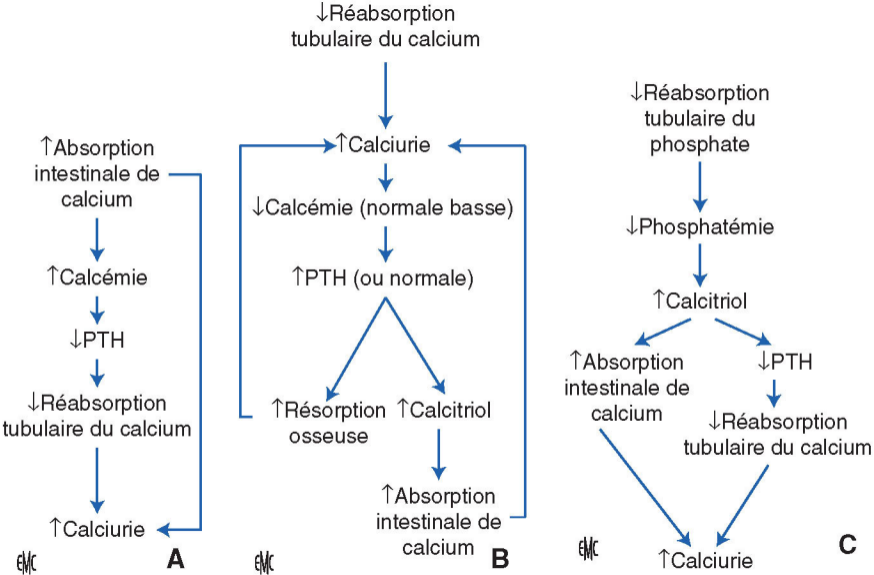 ↑Absorption
intestinale de
calcium
↑Calcémie
↓PTH
↓Réabsorption
tubulaire du calcium
↑Calciurie
EMC
A
↓Réabsorption
tubulaire du calcium
↑Calciurie
↓Calcémie (normale basse)
↑PTH (ou normale)
↑Résorption
osseuse
↑Calcitriol
↑Absorption
intestinale de
calcium
EMC
B
↓Réabsorption
tubulaire du
phosphate
↓Phosphatémie
↑Calcitriol
↑Absorption
intestinale de
calcium
↓PTH
↓Réabsorption
tubulaire du calcium
↑Calciurie
EMC
C